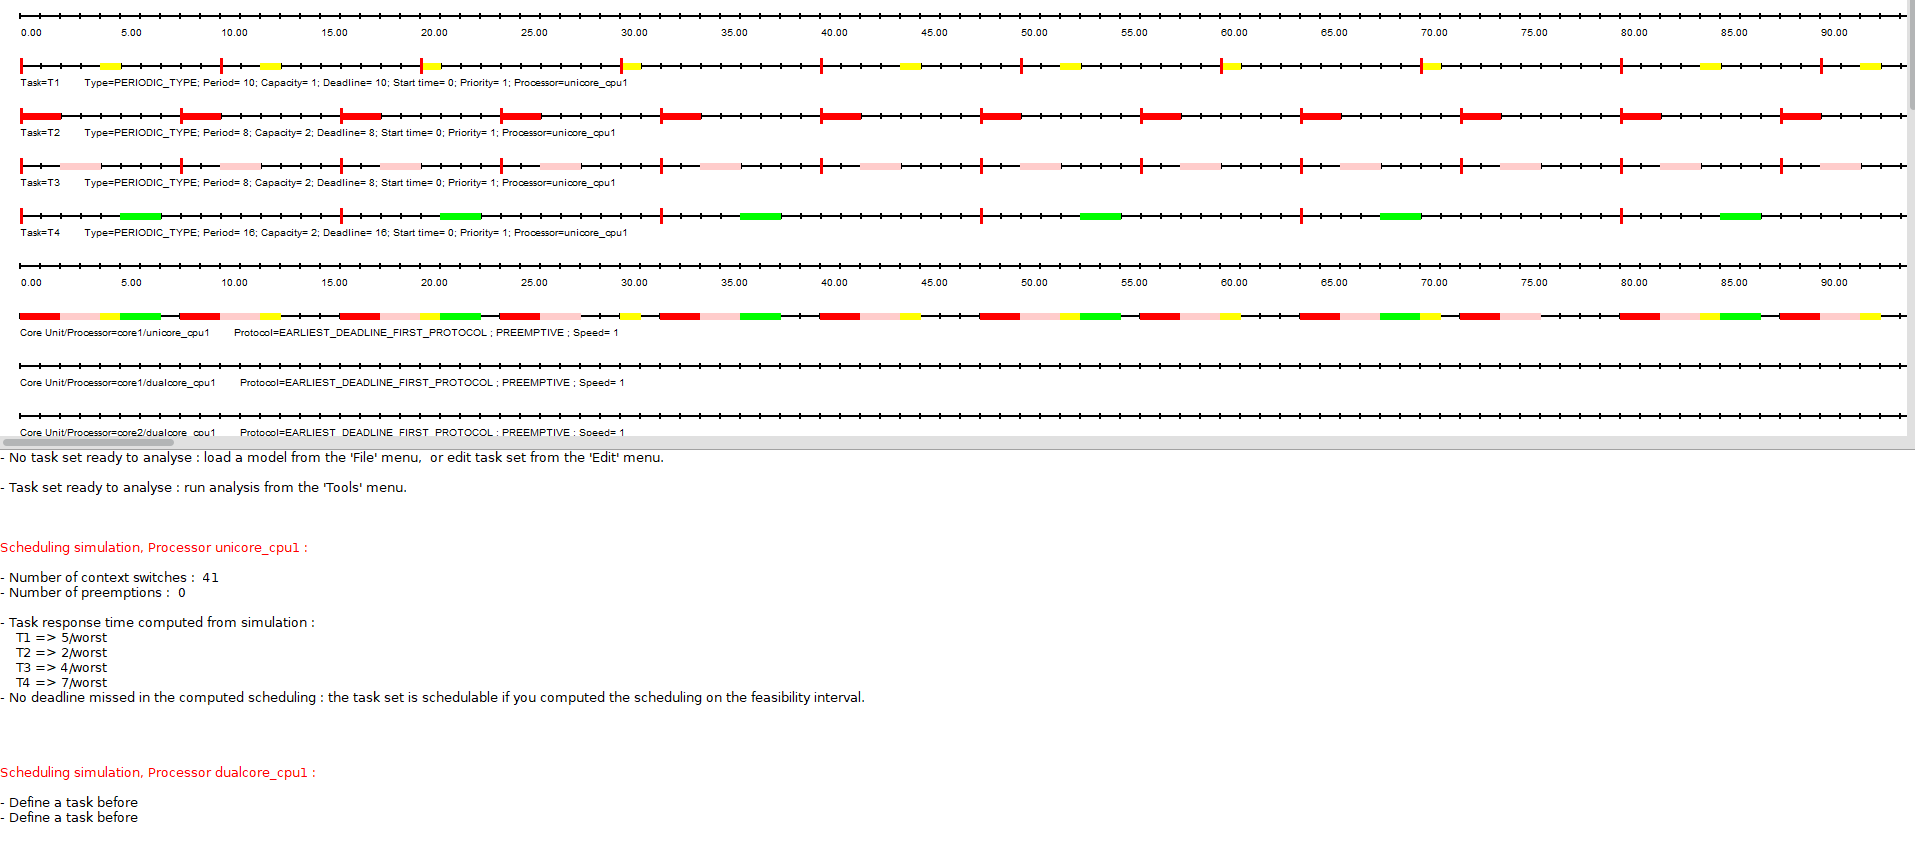 0.00 5.00 10.00 15.00 20.00 25.00 30.00 35.00 40.00 45.00 50.00 55.00 60.00 65.00 70.00 75.00 80.00 85.00 90.00
Task=T1 Type=PERIODIC_TYPE; Period= 10; Capacity= 1; Deadline= 10; Start time= 0; Priority= 1; Processor=unicore_cpu1
Task=T2 Type=PERIODIC_TYPE; Period= 8; Capacity= 2; Deadline= 8; Start time= 0; Priority= 1; Processor=unicore_cpu1
Task=T3 Type=PERIODIC_TYPE; Period= 8; Capacity= 2; Deadline= 8; Start time= 0; Priority= 1; Processor=unicore_cpu1
Task=T4 Type=PERIODIC_TYPE; Period= 16; Capacity= 2; Deadline= 16; Start time= 0; Priority= 1; Processor=unicore_cpu1
0.00 5.00 10.00 15.00 20.00 25.00 30.00 35.00 40.00 45.00 50.00 55.00 60.00 65.00 70.00 75.00 80.00 85.00 90.00
Core Unit/Processor=core1/unicore_cpu1 Protocol=EARLIEST_DEADLINE_FIRST_PROTOCOL ; PREEMPTIVE ; Speed= 1
Core Unit/Processor=core1/dualcore_cpu1 Protocol=EARLIEST_DEADLINE_FIRST_PROTOCOL ; PREEMPTIVE ; Speed= 1
Core Unit/Processor=core2/dualcore_cpu1 Protocol=EARLIEST_DEADLINE_FIRST_PROTOCOL ; PREEMPTIVE ; Speed= 1
- No task set ready to analyse : load a model from the 'File' menu, or edit task set from the 'Edit' menu.
- Task set ready to analyse : run analysis from the 'Tools' menu.
Scheduling simulation, Processor unicore_cpu1 :
- Number of context switches : 41
- Number of preemptions : 0
- Task response time computed from simulation :
T1 => 5/worst
T2 => 2/worst
T3 => 4/worst
T4 => 7/worst
- No deadline missed in the computed scheduling : the task set is schedulable if you computed the scheduling on the feasibility interval.
Scheduling simulation, Processor dualcore_cpu1 :
- Define a task before
- Define a task before